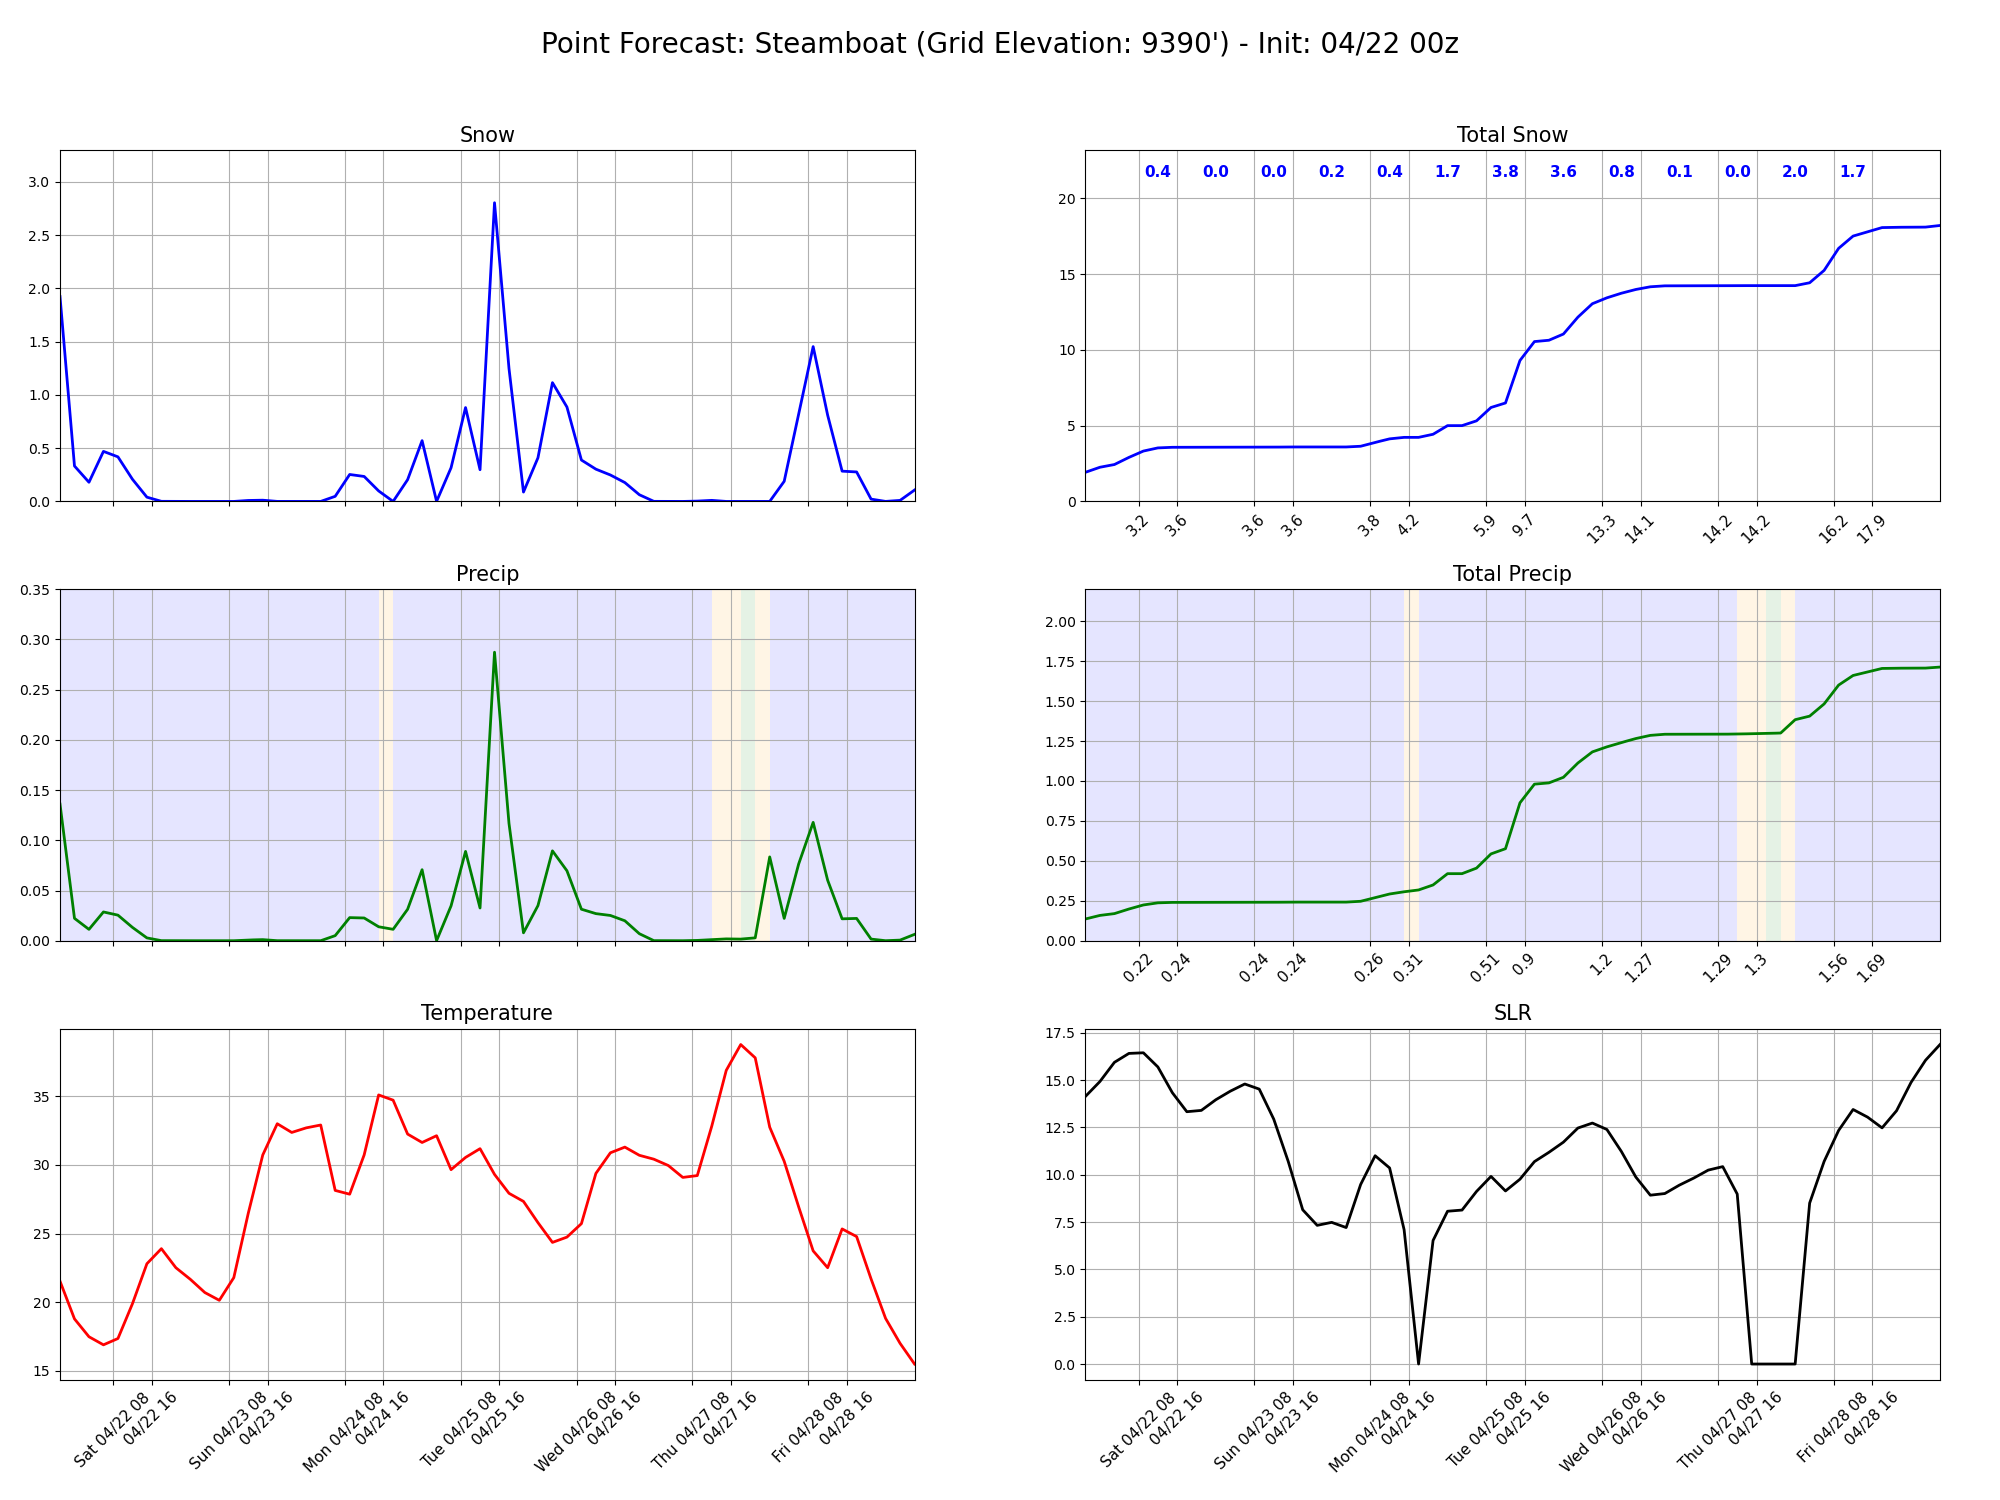 Point Forecast: Steamboat (Grid Elevation: 9390') - Init: 04/22 00z
Snow
3.0
2.5
2.0
1.5
1.0
0.5
0.0
Total Snow
0.4 0.0 0.0 0.2 0.4 1.7 3.8 3.6 0.8 0.1 0.0 2.0 1.7
20
15
10
5
0
3.2 3.6 3.6 3.6 3.8 4.2 5.9 9.7 13.3 14.1 14.2 14.2 16.2 17.9
Precip
0.35
0.30
0.25
0.20
0.15
0.10
0.05
0.00
Total Precip
2.00
1.75
1.50
1.25
1.00
0.75
0.50
0.25
0.00
0.22 0.24 0.24 0.24 0.26 0.31 0.51 0.9 1.2 1.27 1.29 1.3 1.56 1.69
Temperature
35
30
25
20
15
Sat 04/22 08
04/22 16
Sun 04/23 08
04/23 16
Mon 04/24 08
04/24 16
Tue 04/25 08
04/25 16
Wed 04/26 08
04/26 16
Thu 04/27 08
04/27 16
Fri 04/28 08
04/28 16
SLR
17.5
15.0
12.5
10.0
7.5
5.0
2.5
0.0
Sat 04/22 08
04/22 16
Sun 04/23 08
04/23 16
Mon 04/24 08
04/24 16
Tue 04/25 08
04/25 16
Wed 04/26 08
04/26 16
Thu 04/27 08
04/27 16
Fri 04/28 08
04/28 16